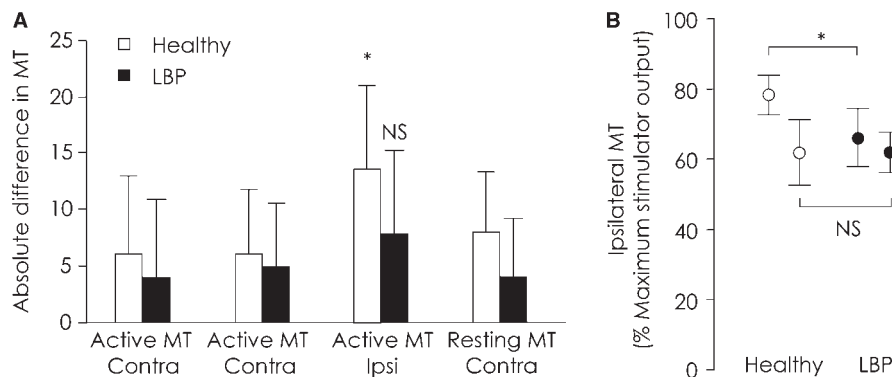 A
Absolute difference in MT
25
20
15
10
5
0
Healthy
LBP
*
NS
Active MT
Contra
Active MT
Contra
Active MT
Ipsi
Resting MT
Contra
B
Ipsilateral MT
(% Maximum stimulator output)
100
80
60
40
60
0
*
NS
Healthy
LBP